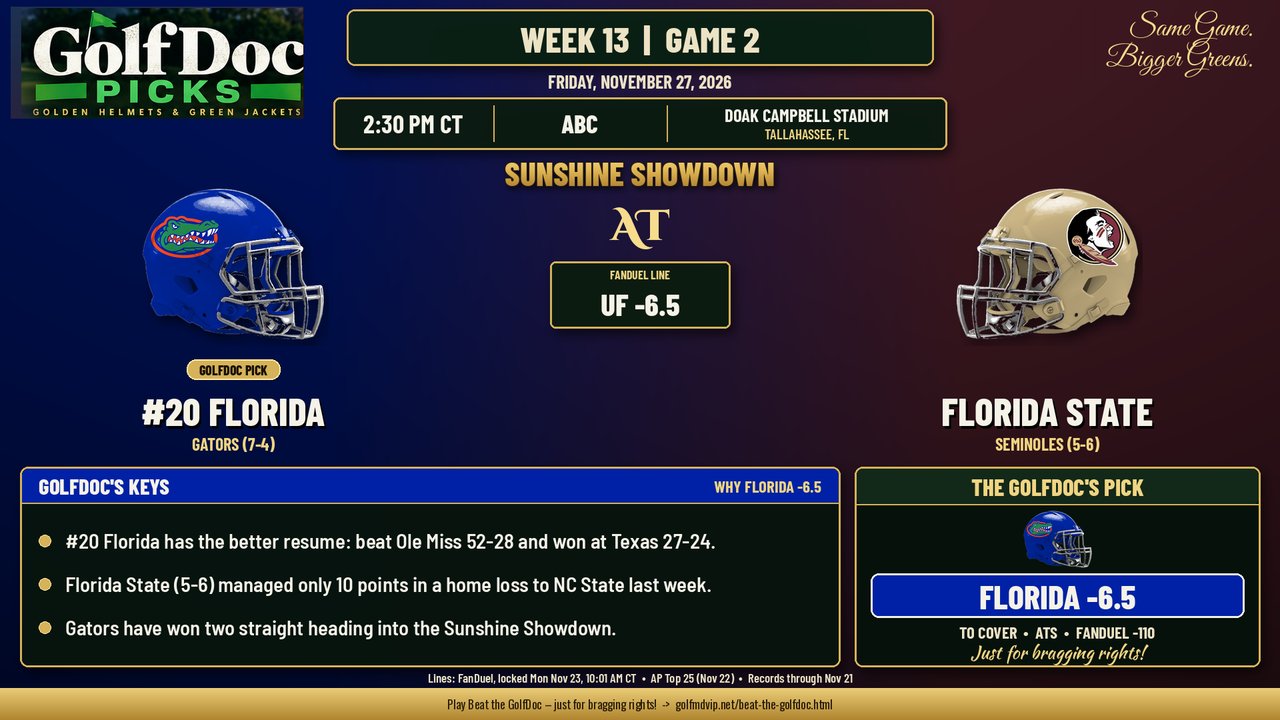 GolfDoc
PICKS
GOLDEN HELMETS & GREEN JACKETS
WEEK 13 | GAME 2
Same Game.
Bigger Greens.
FRIDAY, NOVEMBER 27, 2026
2:30 PM CT
ABC
DOAK CAMPBELL STADIUM
TALLAHASSEE, FL
SUNSHINE SHOWDOWN
AT
FANDUEL LINE
UF -6.5
GOLFDOC PICK
#20 FLORIDA
GATORS (7-4)
FLORIDA STATE
SEMINOLES (5-6)
GOLFDOC'S KEYS
WHY FLORIDA -6.5
#20 Florida has the better resume: beat Ole Miss 52-28 and won at Texas 27-24.
Florida State (5-6) managed only 10 points in a home loss to NC State last week.
Gators have won two straight heading into the Sunshine Showdown.
THE GOLFDOC'S PICK
FLORIDA -6.5
TO COVER • ATS • FANDUEL -110
Just for bragging rights!
Lines: FanDuel, locked Mon Nov 23, 10:01 AM CT • AP Top 25 (Nov 22) • Records through Nov 21
Play Beat the GolfDoc — just for bragging rights! -> golfmdvip.net/beat-the-golfdoc.html